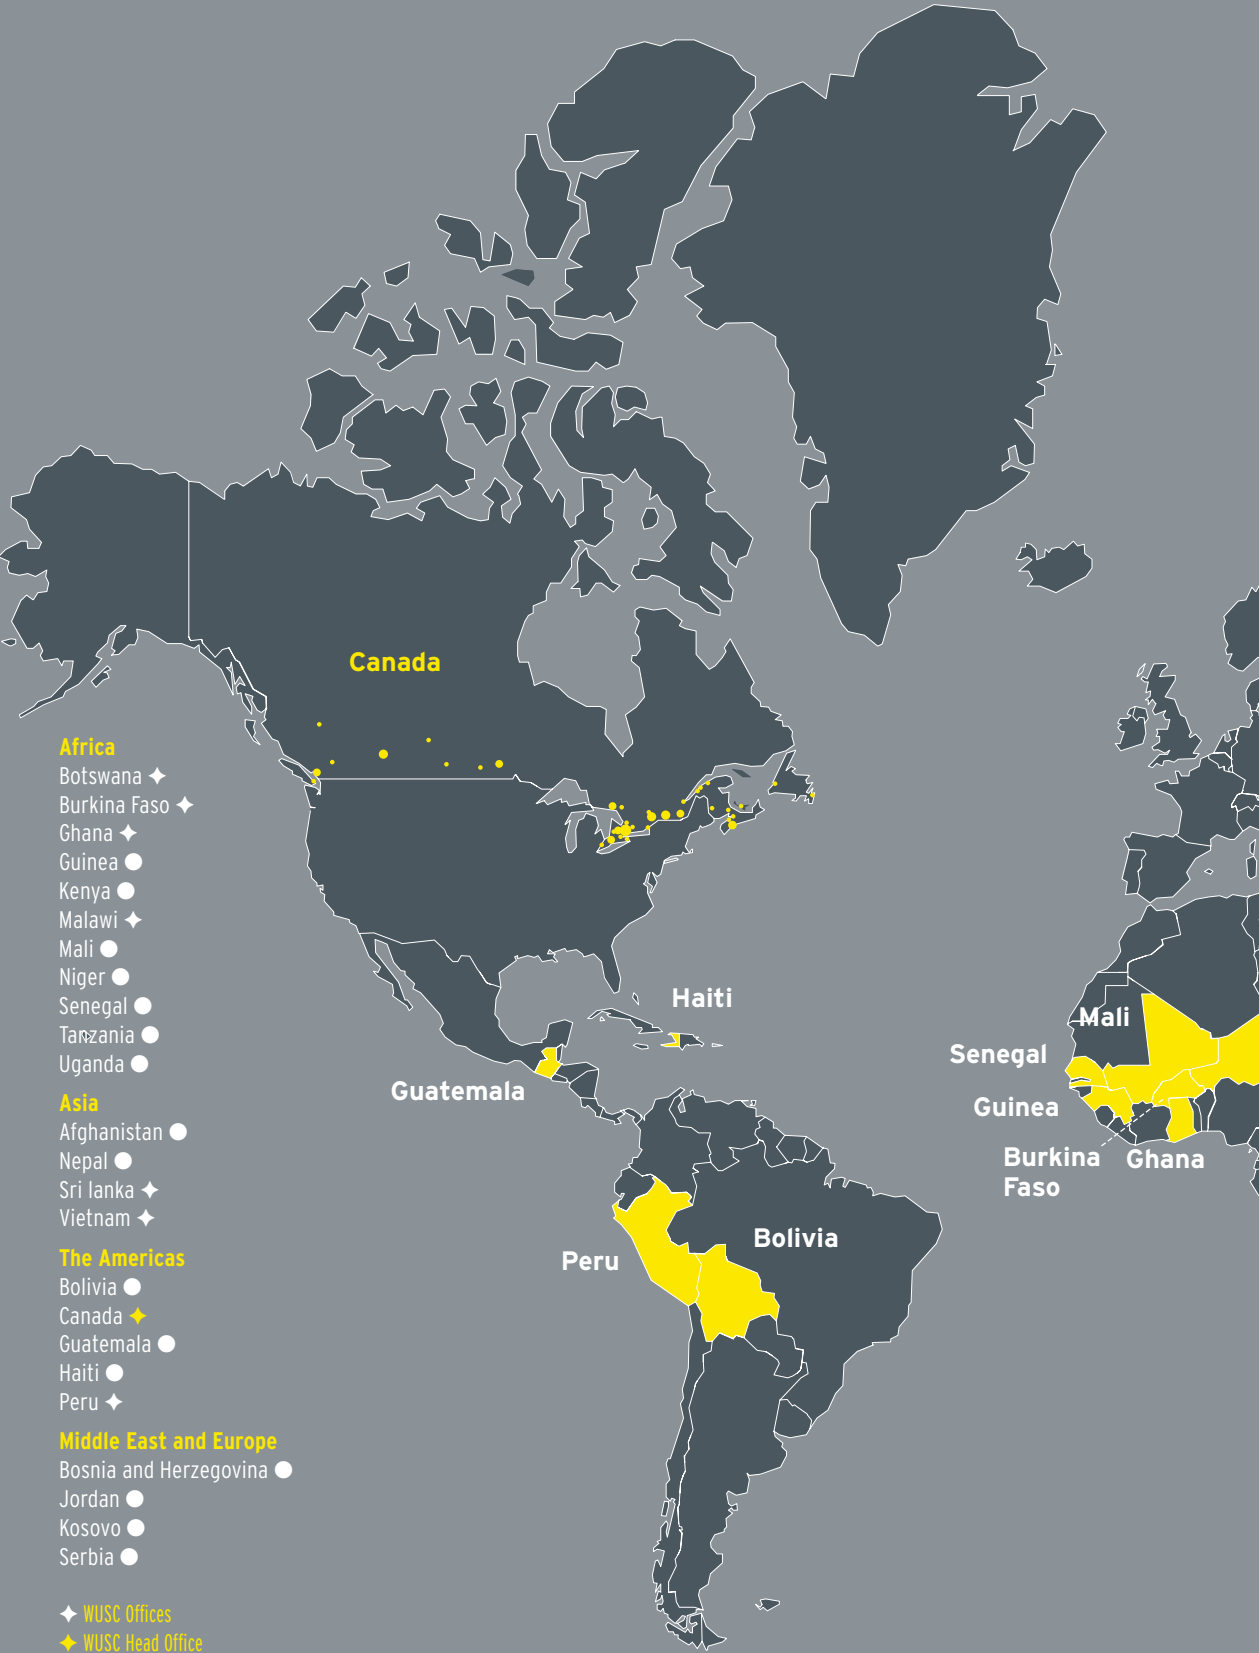 Canada
Africa
Botswana
Burkina Faso
Ghana
Guinea
Kenya
Malawi
Mali
Niger
Senegal
Tanzania
Uganda
Asia
Afghanistan
Nepal
Sri lanka
Vietnam
The Americas
Bolivia
Canada
Guatemala
Haiti
Peru
Middle East and Europe
Bosnia and Herzegovina
Jordan
Kosovo
Serbia
WUSC Offices
WUSC Head Office
Haiti
Guatemala
Peru
Bolivia
Mali
Senegal
Guinea
Burkina
Faso
Ghana